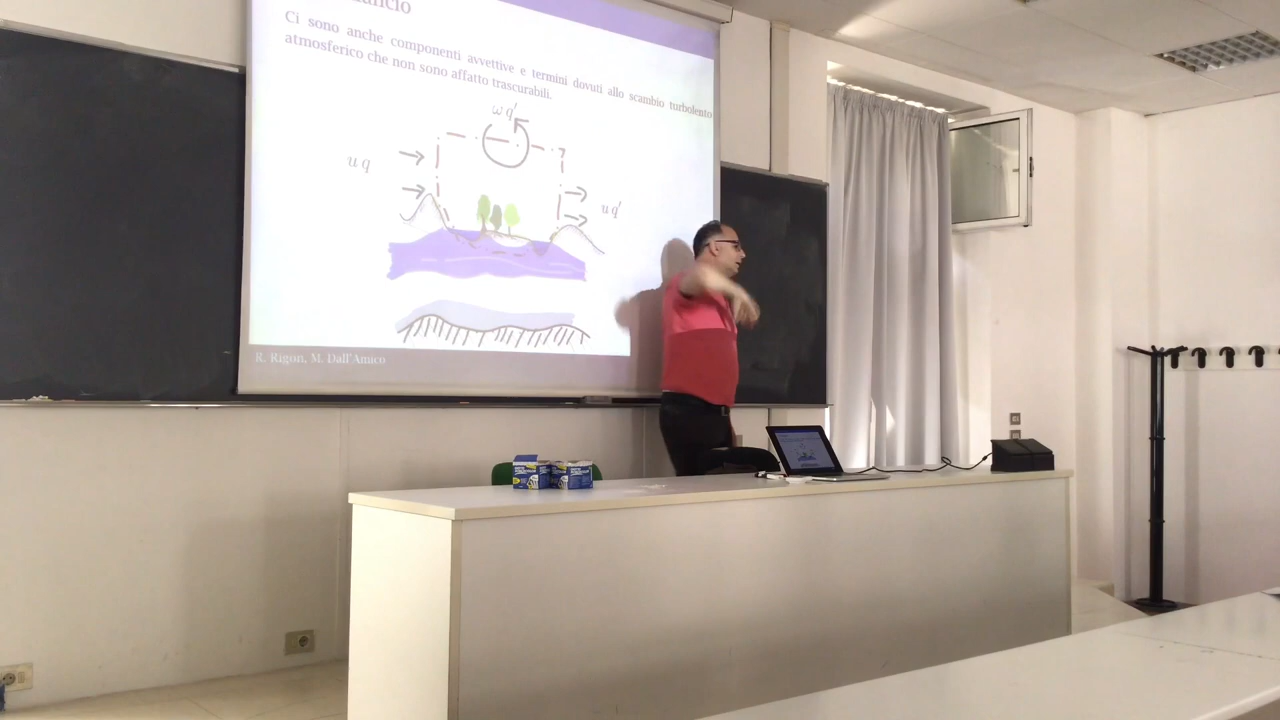 Ci sono anche componenti avvettive e termini dovuti allo scambio turbolento
atmosferico che non sono affatto trascurabili.
ω q′
u q
u q′
R. Rigon, M. Dall'Amico